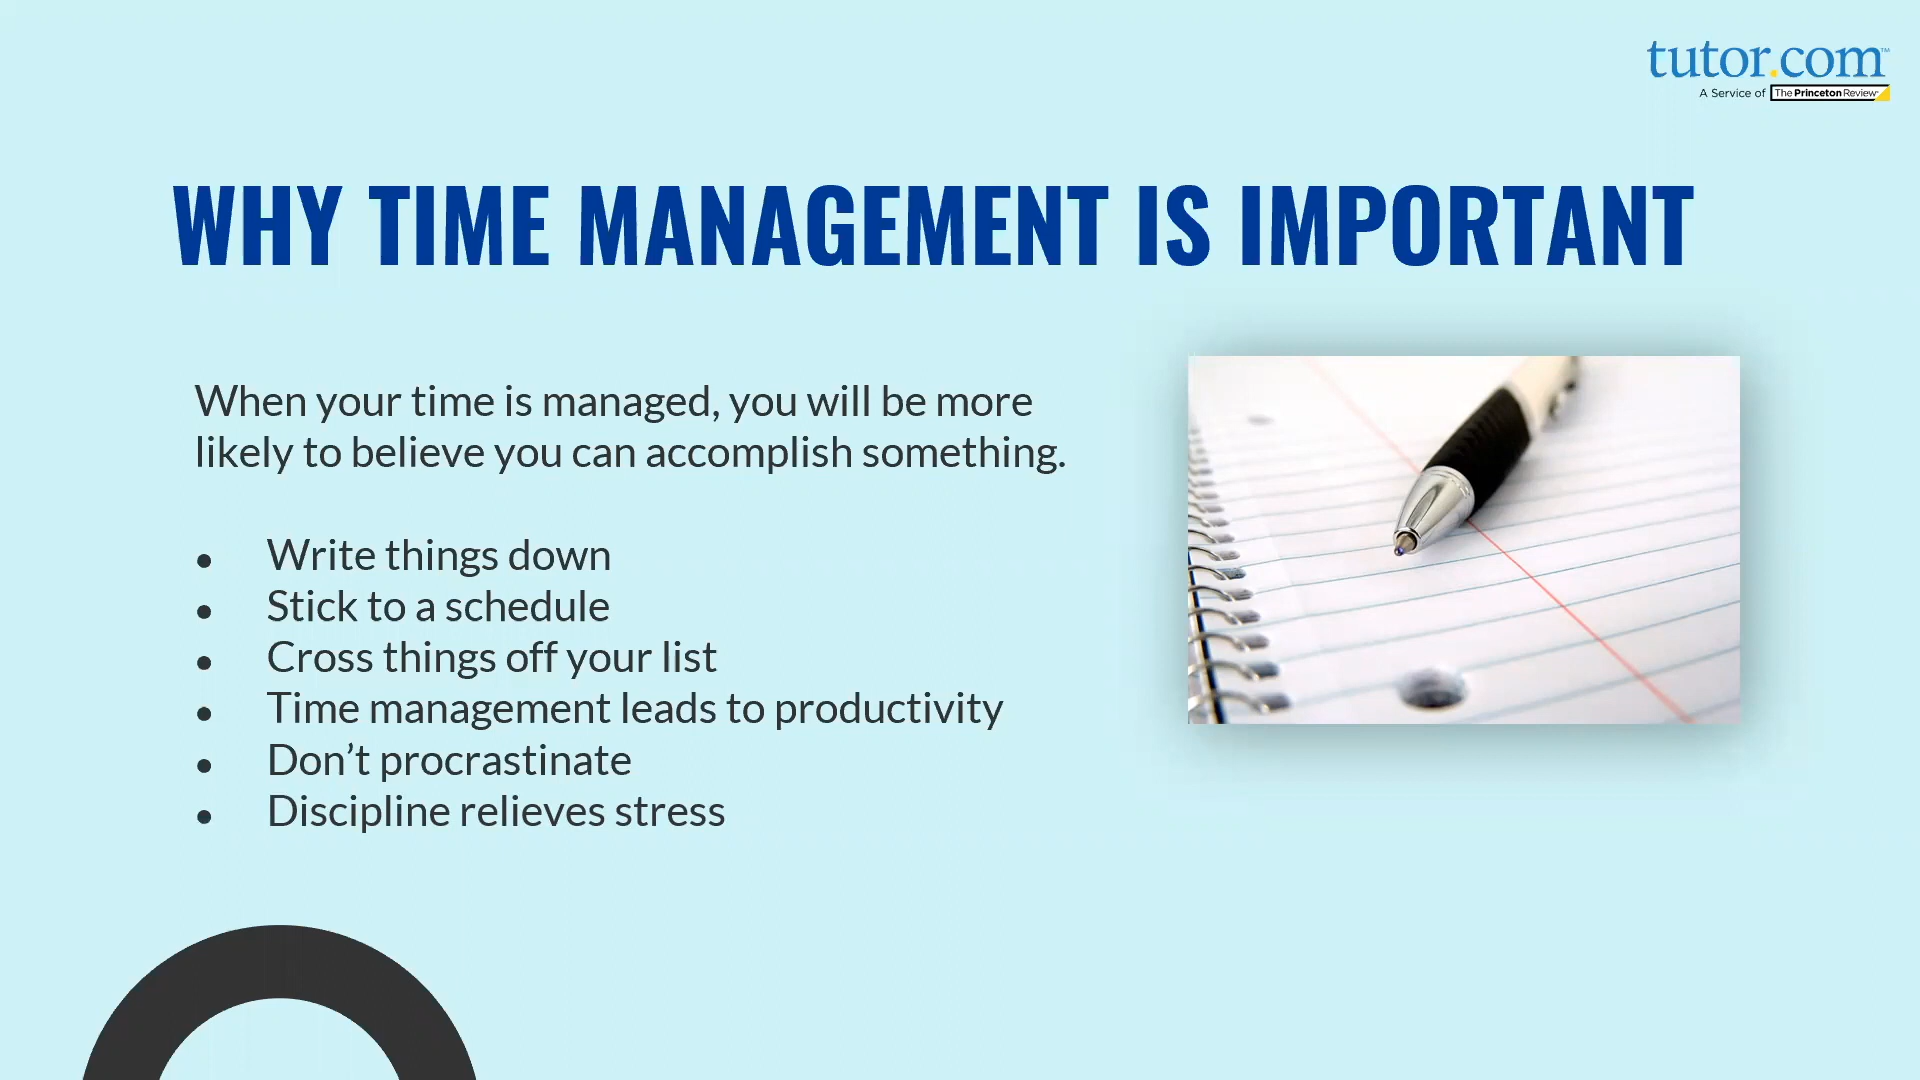 tutor.com™
A Service of The Princeton Review
WHY TIME MANAGEMENT IS IMPORTANT
When your time is managed, you will be more
likely to believe you can accomplish something.
● Write things down
● Stick to a schedule
● Cross things off your list
● Time management leads to productivity
● Don’t procrastinate
● Discipline relieves stress